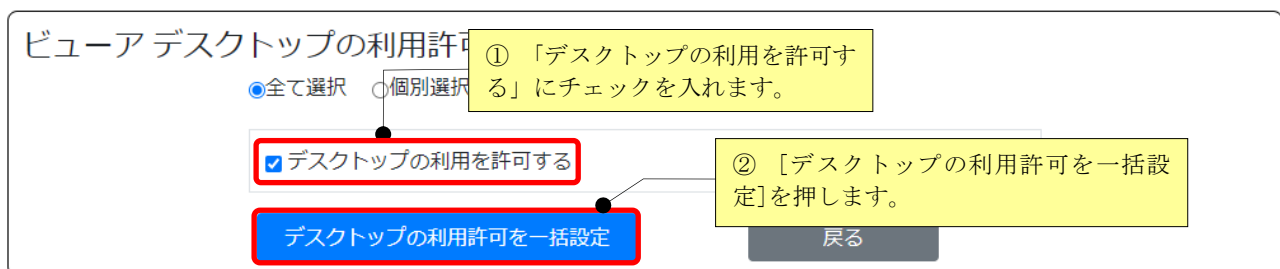 ビューア デスクトップの利用許可
① 「デスクトップの利用を許可す
る」にチェックを入れます。
全て選択 個別選択
デスクトップの利用を許可する
② [デスクトップの利用許可を一括設
定]を押します。
デスクトップの利用許可を一括設定
戻る